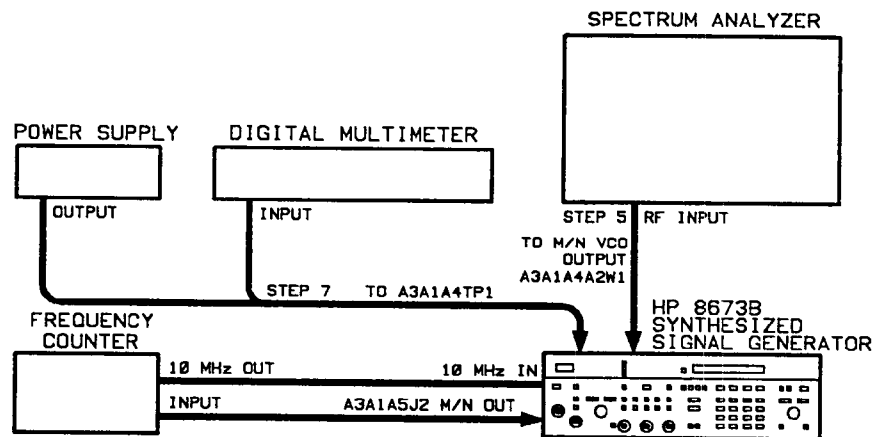 SPECTRUM ANALYZER
POWER SUPPLY
DIGITAL MULTIMETER
OUTPUT
INPUT
STEP 5
RF INPUT
TO M/N VCO
OUTPUT
A3A1A4A2W1
STEP 7
TO A3A1A4TP1
HP 8673B
SYNTHESIZED
SIGNAL GENERATOR
FREQUENCY
COUNTER
10 MHz OUT
10 MHz IN
INPUT
A3A1A5J2 M/N OUT